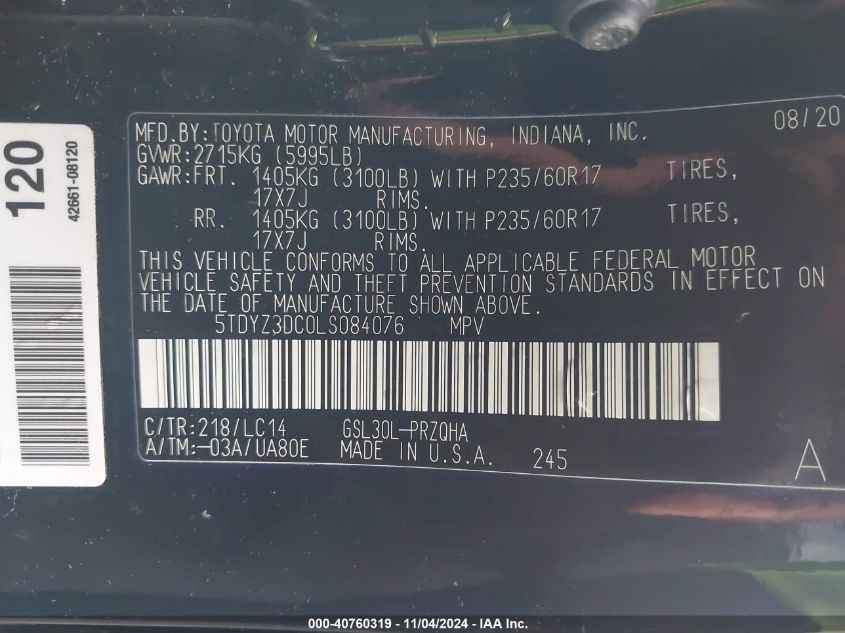 120
42661-08120
MFD.BY:TOYOTA MOTOR MANUFACTURING, INDIANA, INC. 08/20
GVWR:2715KG (5995LB)
GAWR:FRT. 1405KG (3100LB) WITH P235/60R17 TIRES,
17X7J RIMS.
RR. 1405KG (3100LB) WITH P235/60R17 TIRES,
17X7J RIMS.
THIS VEHICLE CONFORMS TO ALL APPLICABLE FEDERAL MOTOR
VEHICLE SAFETY AND THEFT PREVENTION STANDARDS IN EFFECT ON
THE DATE OF MANUFACTURE SHOWN ABOVE.
5TDYZ3DC0LS084076 MPV
C/TR:218/LC14 GSL30L-PRZQHA
A/TM:-03A/UA80E MADE IN U.S.A. 245
A
000-40760319 - 11/04/2024 - IAA Inc.